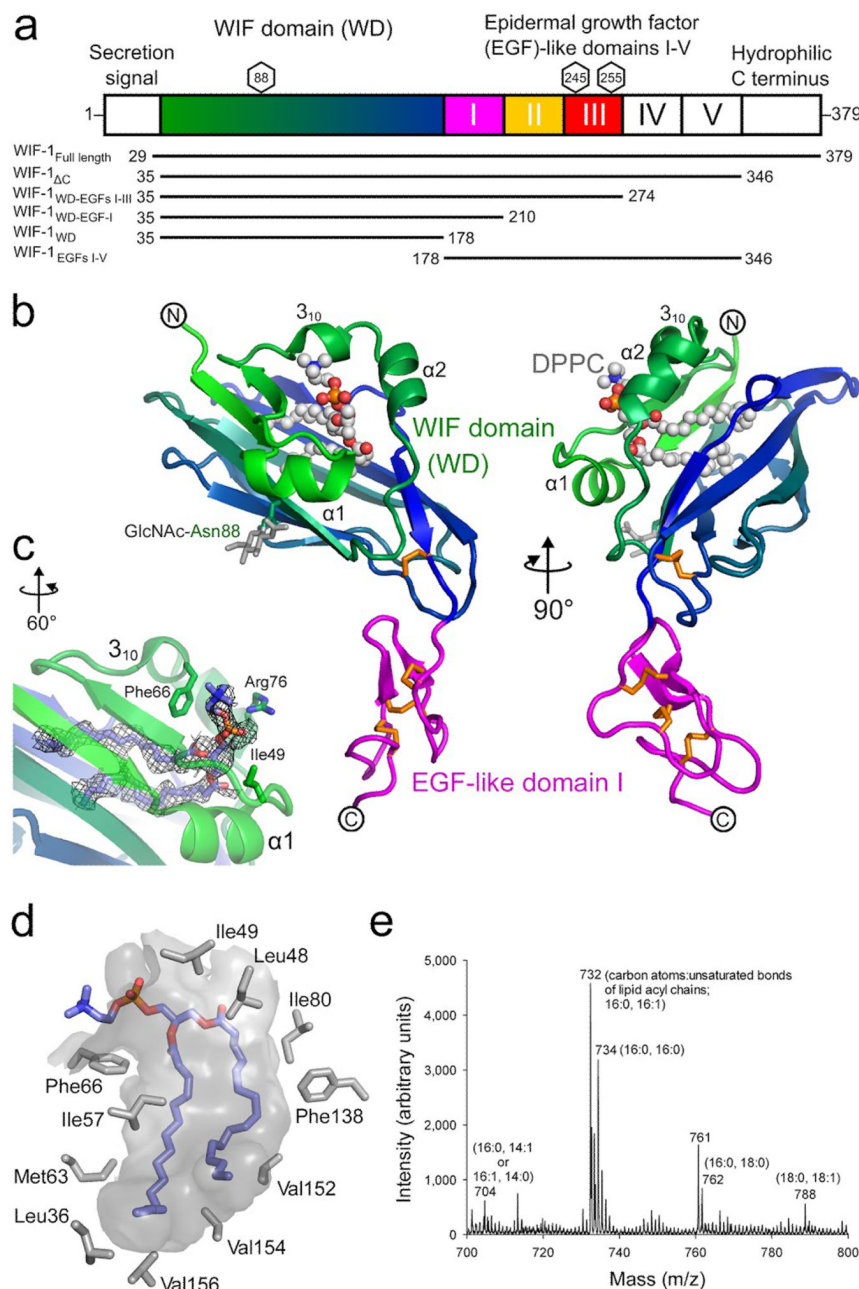 a
WIF domain (WD)
Epidermal growth factor
(EGF)-like domains I-V
Secretion
signal
Hydrophilic
C terminus
88
245
255
1
I
II
III
IV
V
379
WIF-1Full length
29
379
WIF-1ΔC
35
346
WIF-1WD-EGFs I-III
35
274
WIF-1WD-EGF-I
35
210
WIF-1WD
35
178
WIF-1EGFs I-V
178
346
b
N
310
α2
WIF domain
(WD)
α1
GlcNAc-Asn88
310
N
DPPC
α2
α1
90°
EGF-like domain I
C
C
c
60°
310
Phe66
Arg76
Ile49
α1
d
Ile49
Leu48
Ile80
Phe66
Phe138
Ile57
Met63
Val152
Leu36
Val154
Val156
e
5,000
4,000
3,000
2,000
1,000
0
Intensity (arbitrary units)
732 (carbon atoms:unsaturated bonds
of lipid acyl chains;
16:0, 16:1)
734 (16:0, 16:0)
(16:0, 14:1
or
16:1, 14:0)
704
761
(16:0, 18:0)
762
(18:0, 18:1)
788
700
720
740
760
780
800
Mass (m/z)